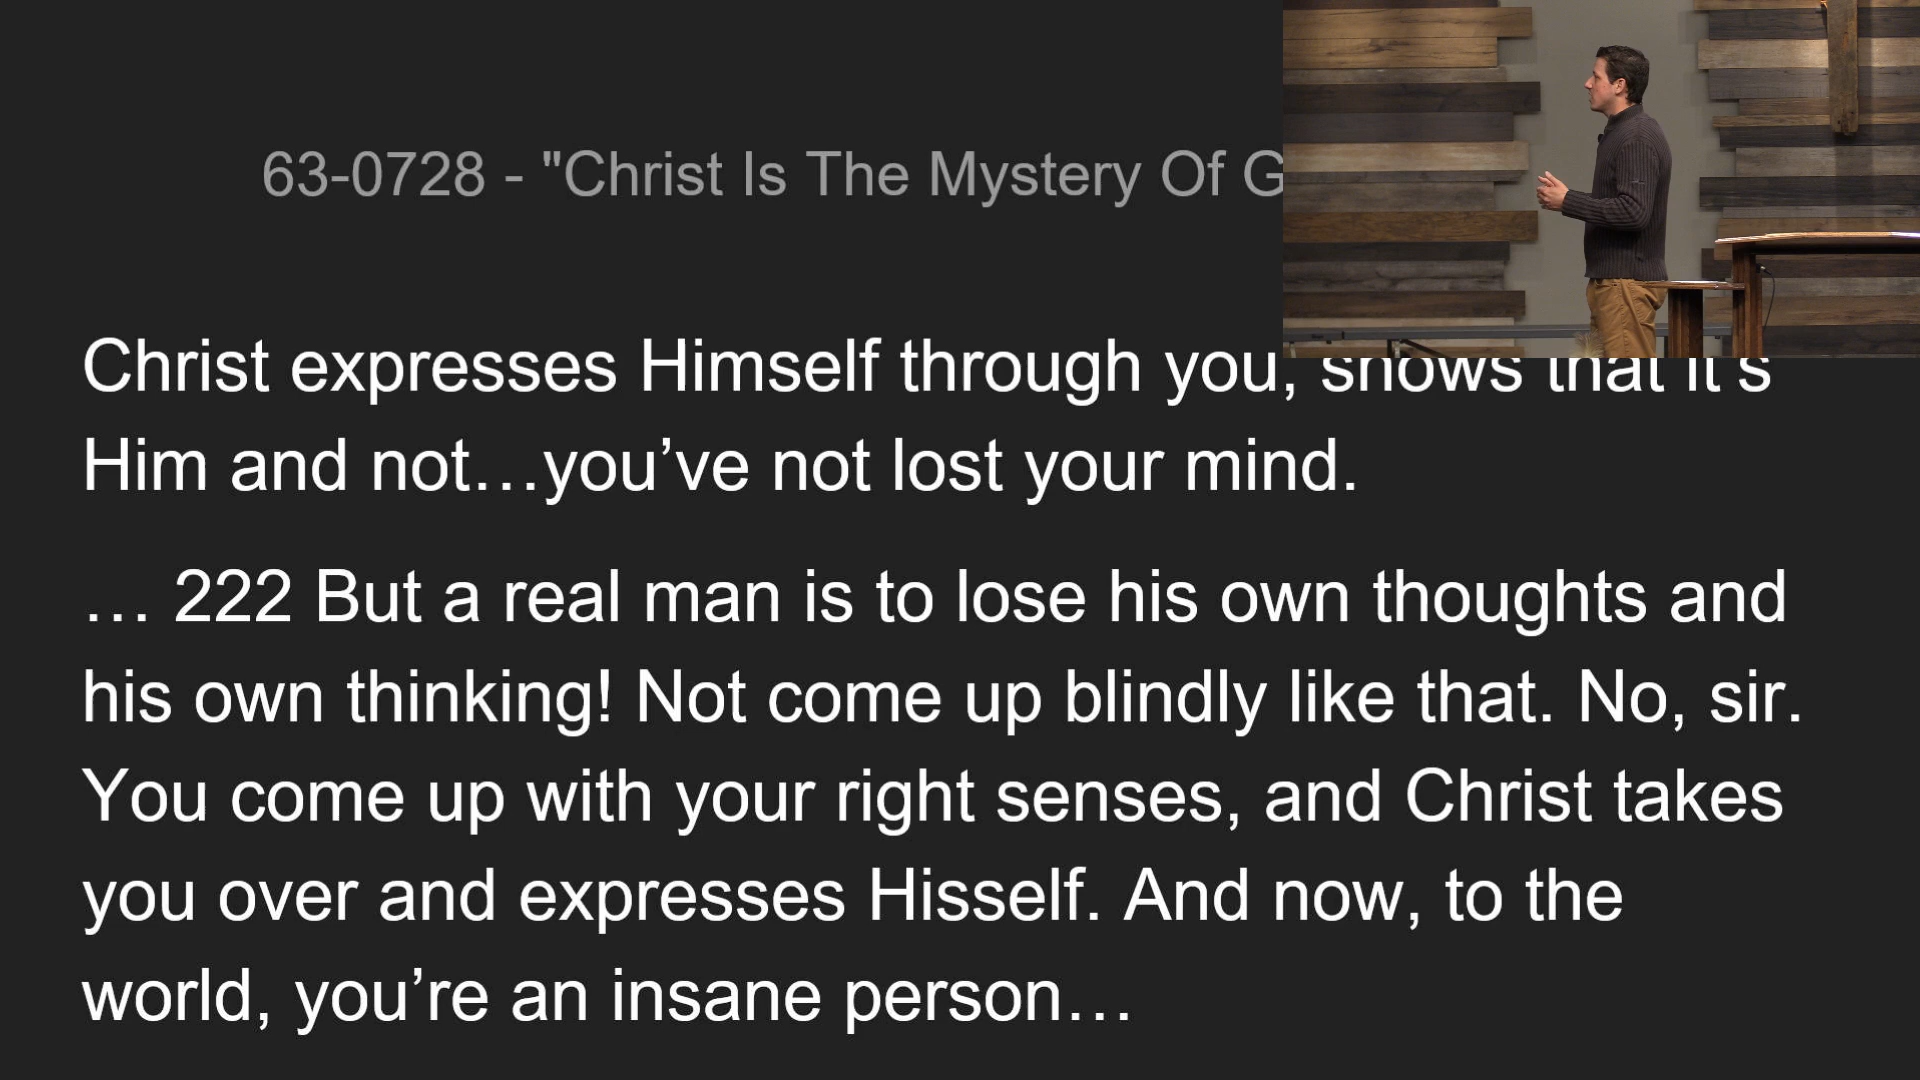 63-0728 - "Christ Is The Mystery Of G
Christ expresses Himself through you, shows that it's
Him and not…you’ve not lost your mind.
… 222 But a real man is to lose his own thoughts and
his own thinking! Not come up blindly like that. No, sir.
You come up with your right senses, and Christ takes
you over and expresses Hisself. And now, to the
world, you’re an insane person…